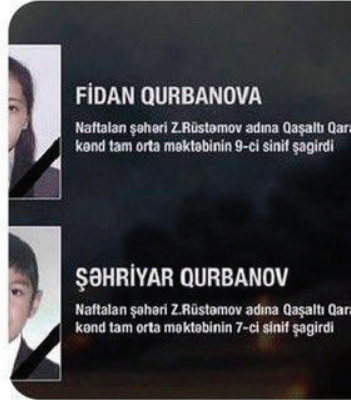 FİDAN QURBANOVA
Naftalan şəhəri Z.Rüstəmov adına Qaşaltı
kənd tam orta məktəbinin 9-ci sinif şagirdi
ŞƏHRİYAR QURBANOV
Naftalan şəhəri Z.Rüstəmov adına Qaşaltı
kənd tam orta məktəbinin 7-ci sinif şagirdi